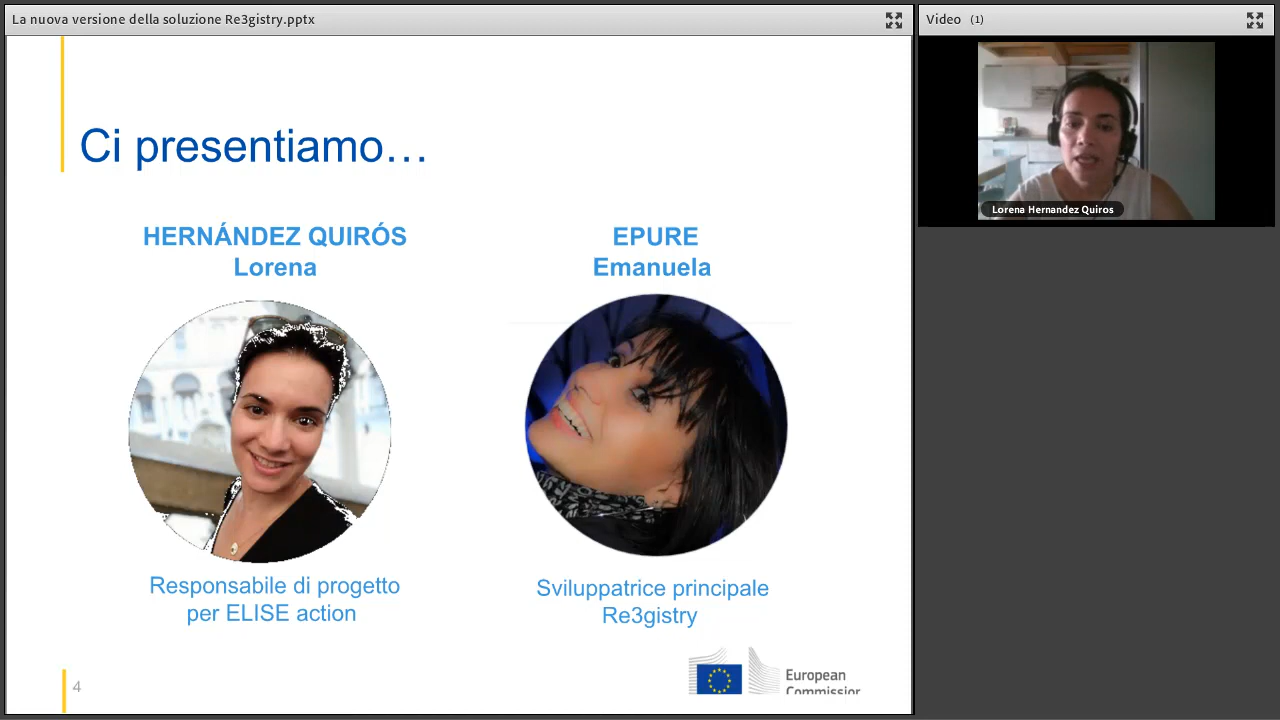 La nuova versione della soluzione Re3gistry.pptx
Video (1)
Ci presentiamo…
HERNÁNDEZ QUIRÓS
Lorena
EPURE
Emanuela
Responsabile di progetto
per ELISE action
Sviluppatrice principale
Re3gistry
4
European
Commission
Lorena Hernandez Quiros